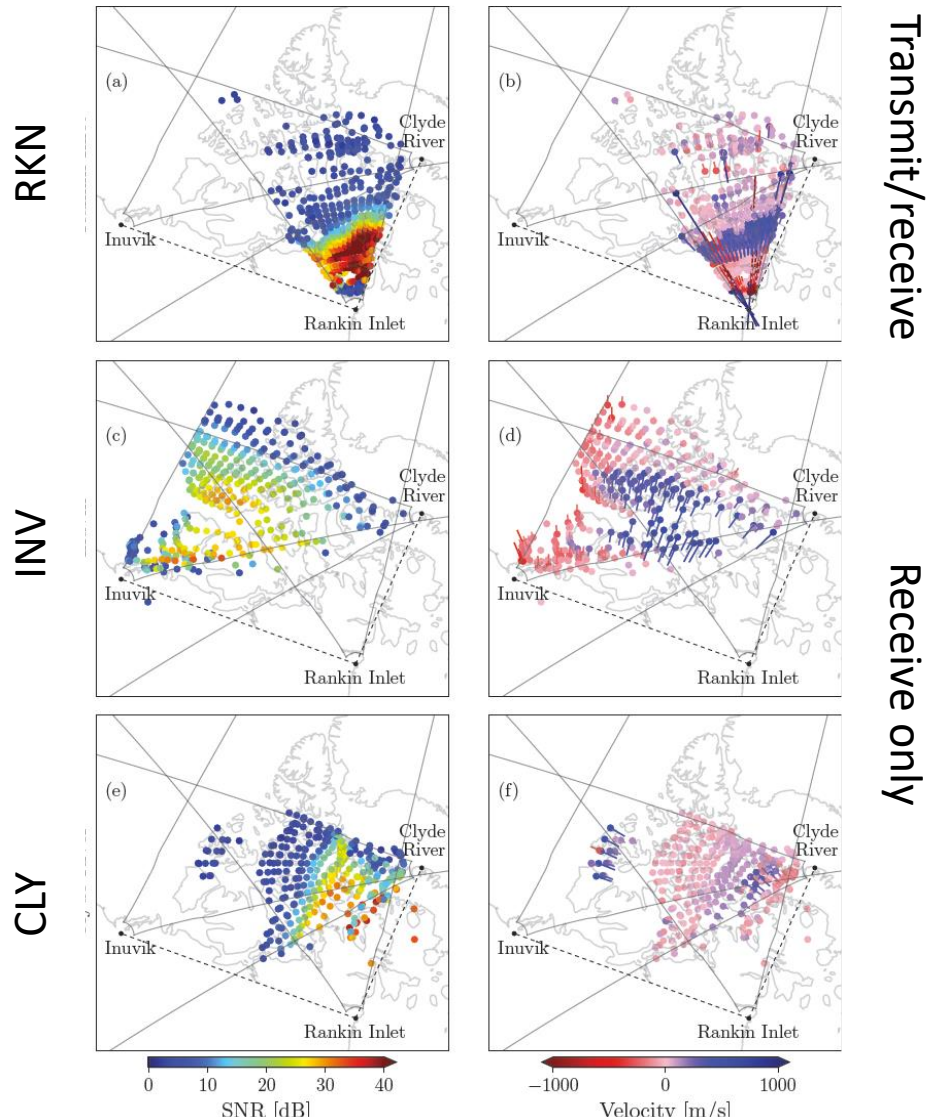 RKN
(a)
Clyde
River
Inuvik
Rankin Inlet
(b)
Clyde
River
Inuvik
Rankin Inlet
Transmit/receive
INV
(c)
Clyde
River
Inuvik
Rankin Inlet
(d)
Clyde
River
Inuvik
Rankin Inlet
Receive only
CLY
(e)
Clyde
River
Inuvik
Rankin Inlet
(f)
Clyde
River
Inuvik
Rankin Inlet
0 10 20 30 40
SNR [dB]
−1000 0 1000
Velocity [m/s]